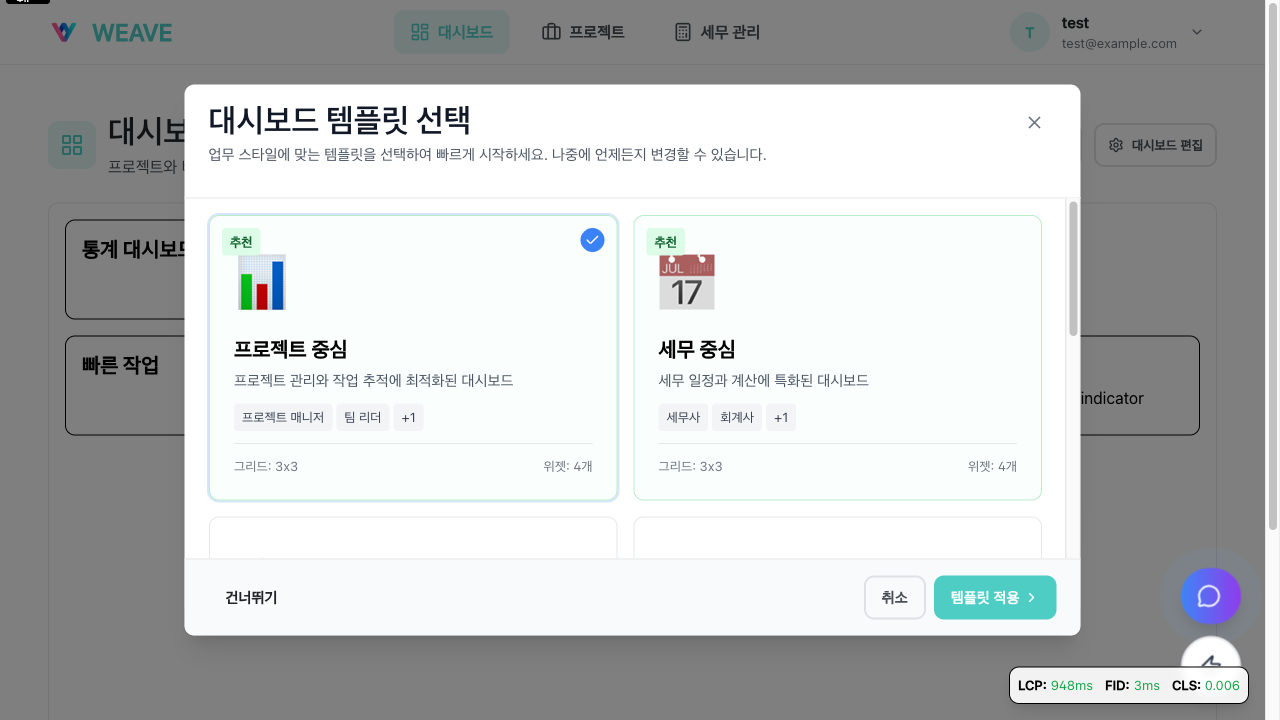 WEAVE
대시보드
프로젝트
세무 관리
T
test
test@example.com
대시보드 템플릿 선택
업무 스타일에 맞는 템플릿을 선택하여 빠르게 시작하세요. 나중에 언제든지 변경할 수 있습니다.
대시보
프로젝트와
대시보드 편집
통계 대시보드
빠른 작업
indicator
추천
프로젝트 중심
프로젝트 관리와 작업 추적에 최적화된 대시보드
프로젝트 매니저 팀 리더 +1
그리드: 3x3 위젯: 4개
추천
JUL
17
세무 중심
세무 일정과 계산에 특화된 대시보드
세무사 회계사 +1
그리드: 3x3 위젯: 4개
건너뛰기
취소
템플릿 적용
LCP: 948ms FID: 3ms CLS: 0.006